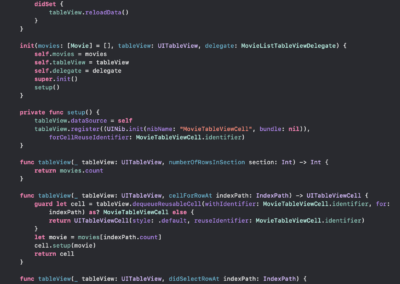 didSet {
tableView.reloadData()
}
}
init(movies: [Movie] = [], tableView: UITableView, delegate: MovieListTableViewDelegate) {
self.movies = movies
self.tableView = tableView
self.delegate = delegate
super.init()
setup()
}
private func setup() {
tableView.dataSource = self
tableView.register((UINib.init(nibName: "MovieTableViewCell", bundle: nil)),
forCellReuseIdentifier: MovieTableViewCell.identifier)
}
func tableView(_ tableView: UITableView, numberOfRowsInSection section: Int) -> Int {
return movies.count
}
func tableView(_ tableView: UITableView, cellForRowAt indexPath: IndexPath) -> UITableViewCell {
guard let cell = tableView.dequeueReusableCell(withIdentifier: MovieTableViewCell.identifier, for:
indexPath) as? MovieTableViewCell else {
return UITableViewCell(style: .default, reuseIdentifier: MovieTableViewCell.identifier)
}
let movie = movies[indexPath.count]
cell.setup(movie)
return cell
}
func tableView(_ tableView: UITableView, didSelectRowAt indexPath: IndexPath) {